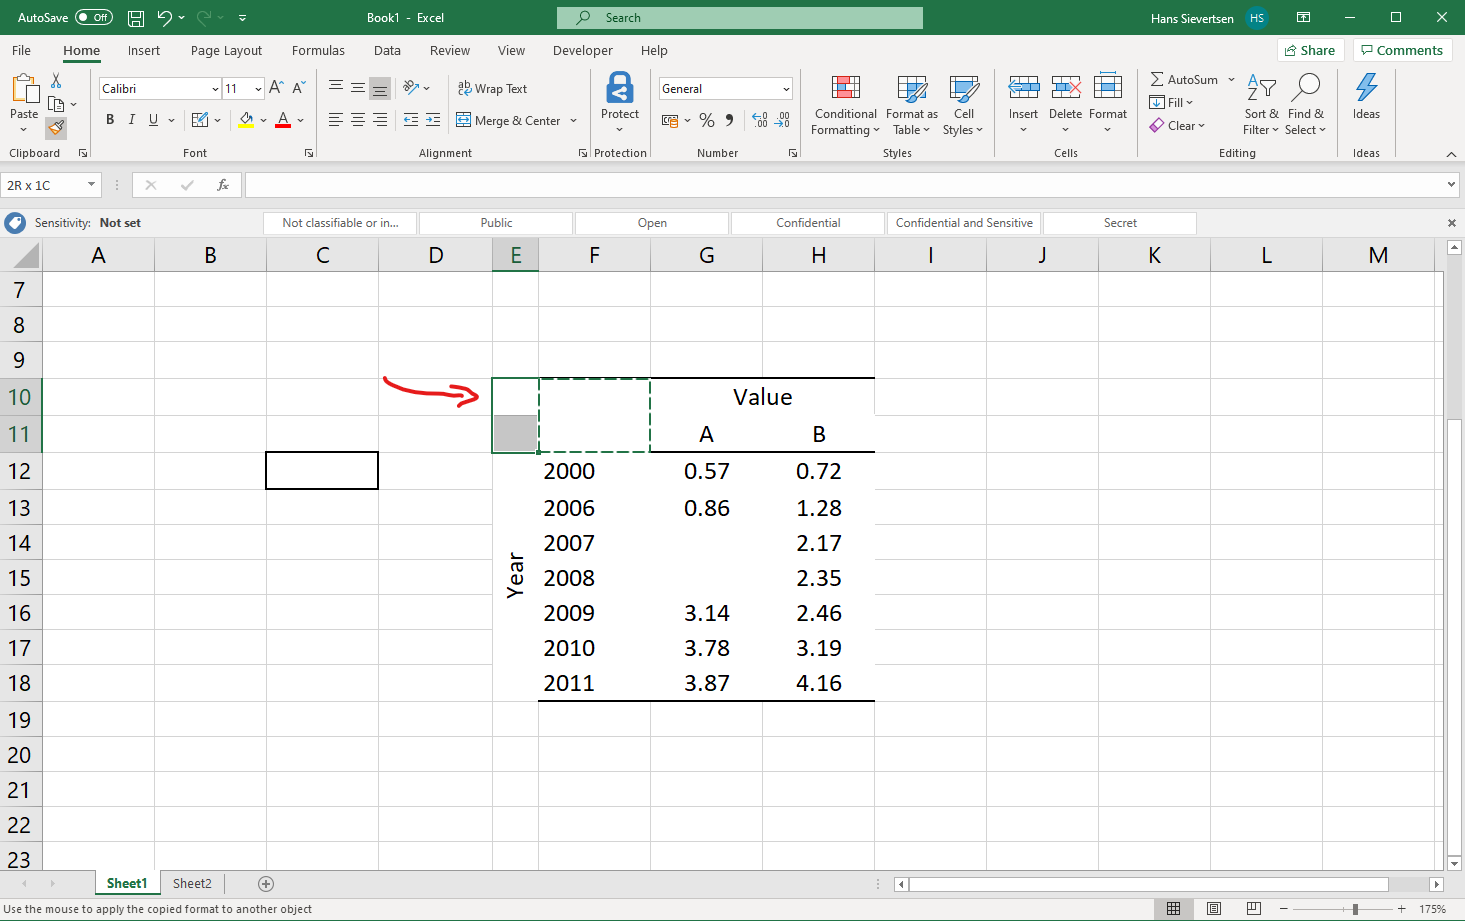 AutoSave Off Book1 - Excel Search Hans Sievertsen HS
File Home Insert Page Layout Formulas Data Review View Developer Help Share Comments
Paste
Calibri 11 A A
B I U A
ab Wrap Text
Merge & Center
Protect
General
% 9
Conditional Formatting
Format as Table
Cell Styles
Insert Delete Format
AutoSum
Fill
Clear
Sort & Filter
Find & Select
Ideas
Clipboard Font Alignment Protection Number Styles Cells Editing Ideas
2R x 1C fx
Sensitivity: Not set Not classifiable or in... Public Open Confidential Confidential and Sensitive Secret
A B C D E F G H I J K L M
7
8
9
10 Value
11 A B
12 2000 0.57 0.72
13 2006 0.86 1.28
14 2007 2.17
15 Year 2008 2.35
16 2009 3.14 2.46
17 2010 3.78 3.19
18 2011 3.87 4.16
19
20
21
22
23
Sheet1 Sheet2
Use the mouse to apply the copied format to another object 175%